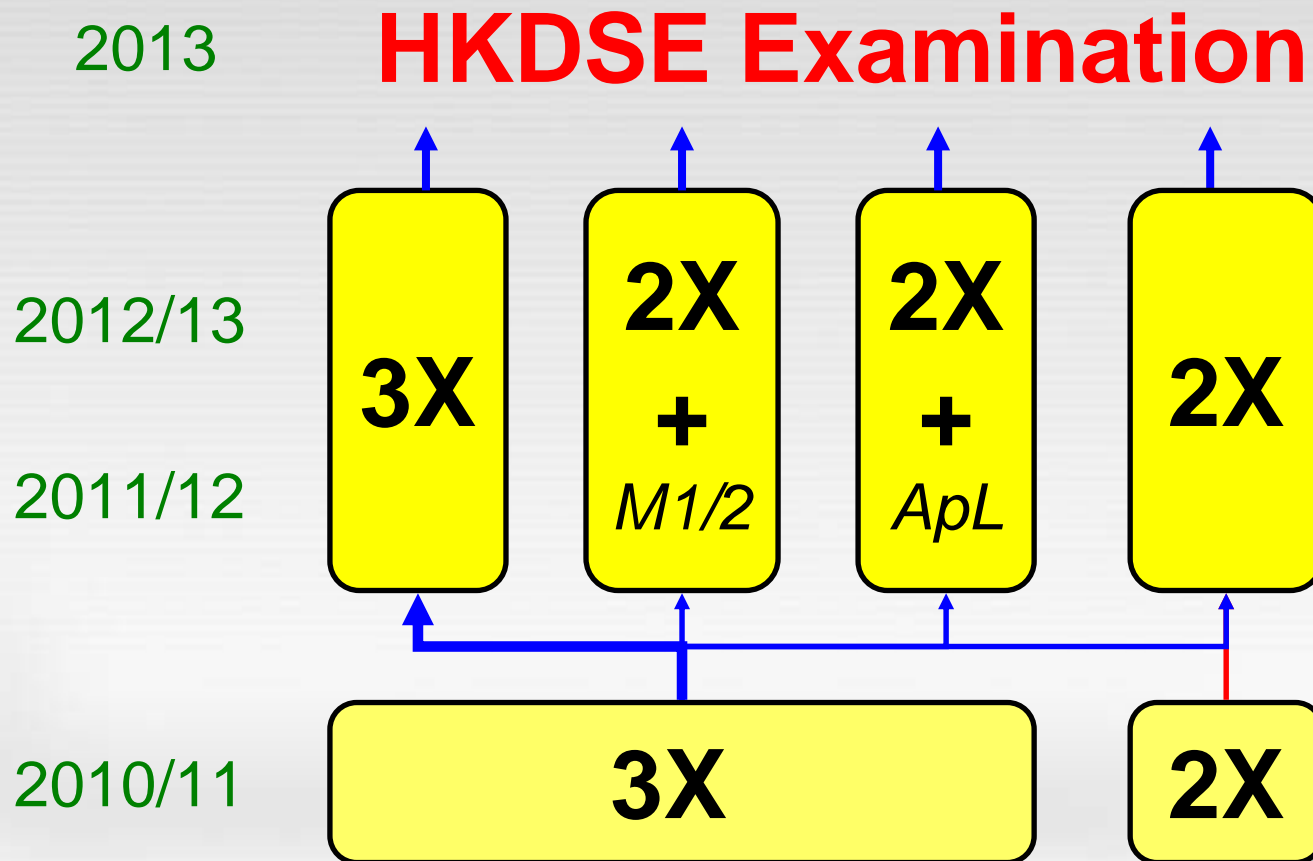 2013 HKDSE Examination
2012/13
2011/12
3X
2X
+
M1/2
2X
+
ApL
2X
2010/11 3X 2X